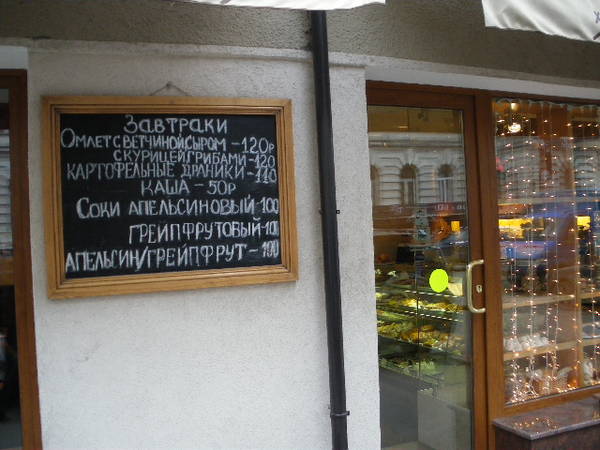 Завтраки
Омлет с ветчиной, сыром - 120р
с курицей, грибами - 120
картофельные драники - 110
каша - 50р
Соки апельсиновый - 100
грейпфрутовый - 100
апельсин/грейпфрут - 100